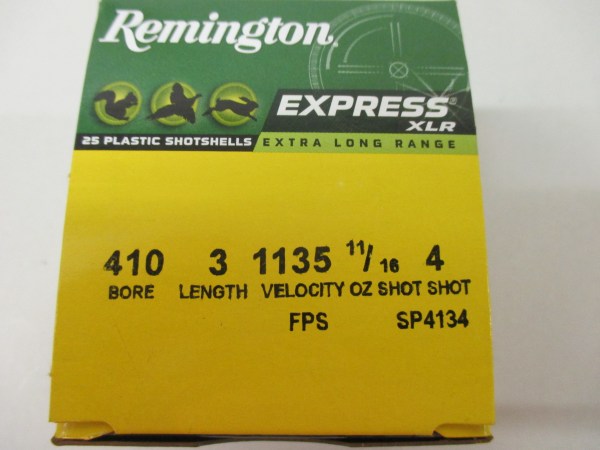 Remington
EXPRESS®
XLR
25 PLASTIC SHOTSHELLS EXTRA LONG RANGE
410 3 1135 11/16 4
BORE LENGTH VELOCITY OZ SHOT SHOT
FPS SP4134